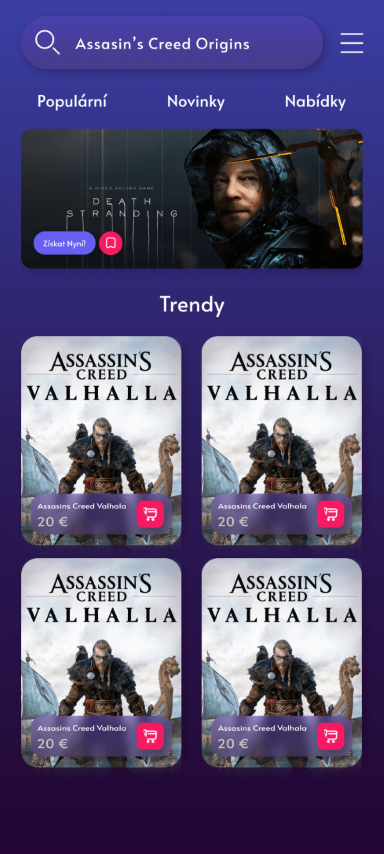 Assasin's Creed Origins
Populární
Novinky
Nabídky
A HIDEO KOJIMA GAME
DEATH
STRANDING
Získat Nyní!
Trendy
ASSASSIN'S
CREED
VALHALLA
Assasins Creed Valhala
20 €
ASSASSIN'S
CREED
VALHALLA
Assasins Creed Valhala
20 €
ASSASSIN'S
CREED
VALHALLA
Assasins Creed Valhala
20 €
ASSASSIN'S
CREED
VALHALLA
Assasins Creed Valhala
20 €